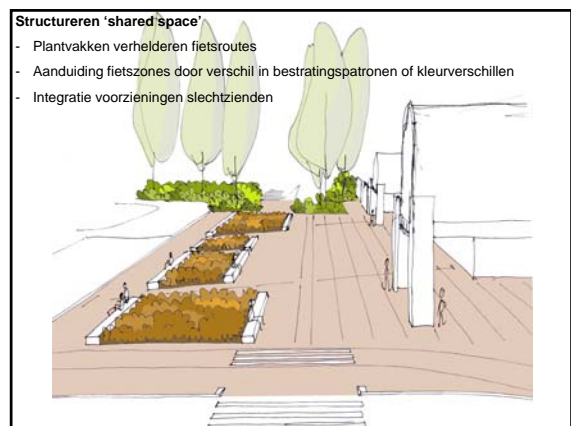 Structureren ‘shared space’
- Plantvakken verhelderen fietsroutes
- Aanduiding fietszones door verschil in bestratingspatronen of kleurverschillen
- Integratie voorzieningen slechtzienden